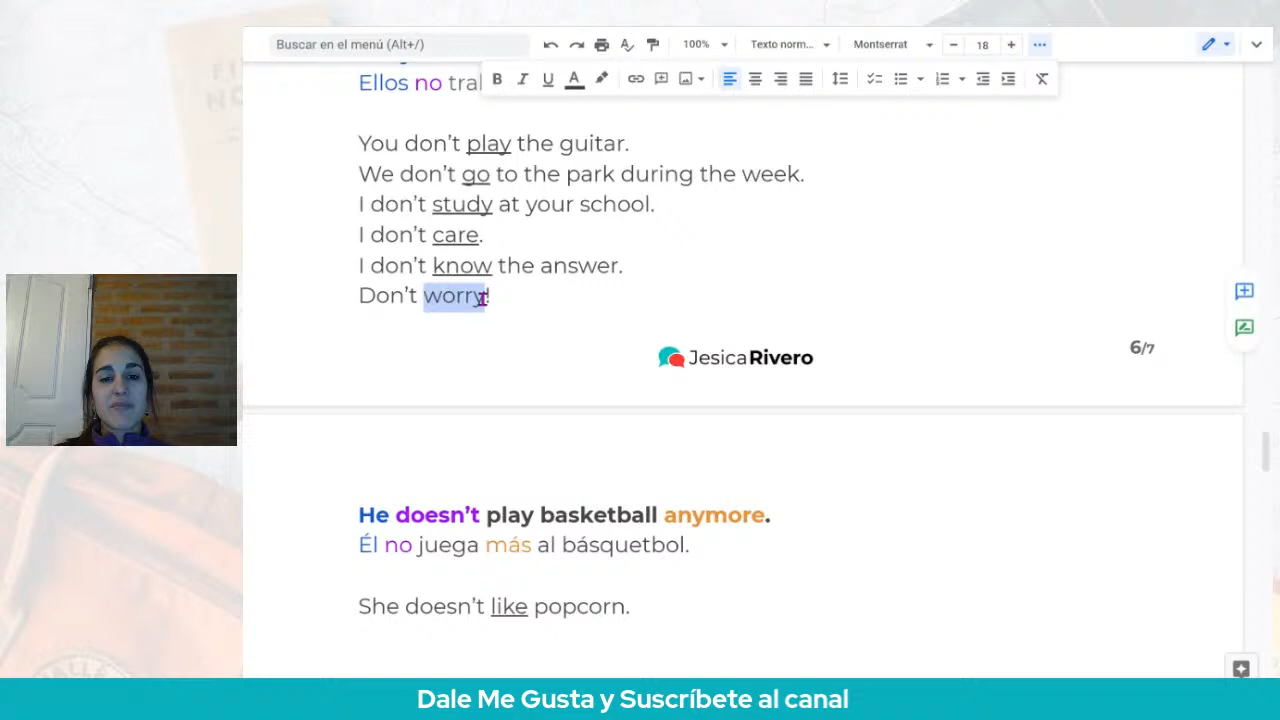 Buscar en el menú (Alt+/)
100%
Texto norm...
Montserrat
18
Ellos no tra
You don't play the guitar.
We don't go to the park during the week.
I don't study at your school.
I don't care.
I don't know the answer.
Don't worry!
JesicaRivero
6/7
He doesn't play basketball anymore.
Él no juega más al básquetbol.
She doesn't like popcorn.
Dale Me Gusta y Suscríbete al canal